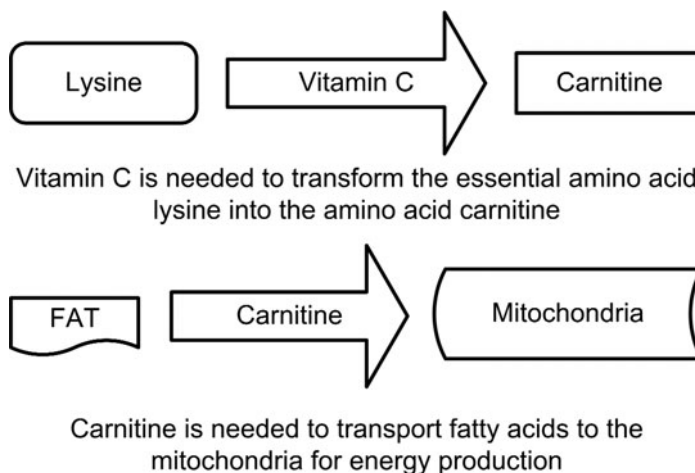 Lysine
Vitamin C
Carnitine
Vitamin C is needed to transform the essential amino acid
lysine into the amino acid carnitine
FAT
Carnitine
Mitochondria
Carnitine is needed to transport fatty acids to the
mitochondria for energy production